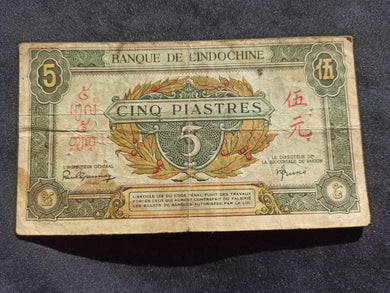 BANQUE DE L'INDOCHINE
5
伍
CINQ PIASTRES
伍元
5
L'INSPECTEUR GÉNÉRAL
LE DIRECTEUR DE
LA SUCCURSALE DE SAIGON
L'ARTICLE 139 DU CODE PÉNAL PUNIT DES TRAVAUX
FORCÉS CEUX QUI AURONT CONTREFAIT OU FALSIFIÉ
LES BILLETS DE BANQUES AUTORISÉES PAR LA LOI.